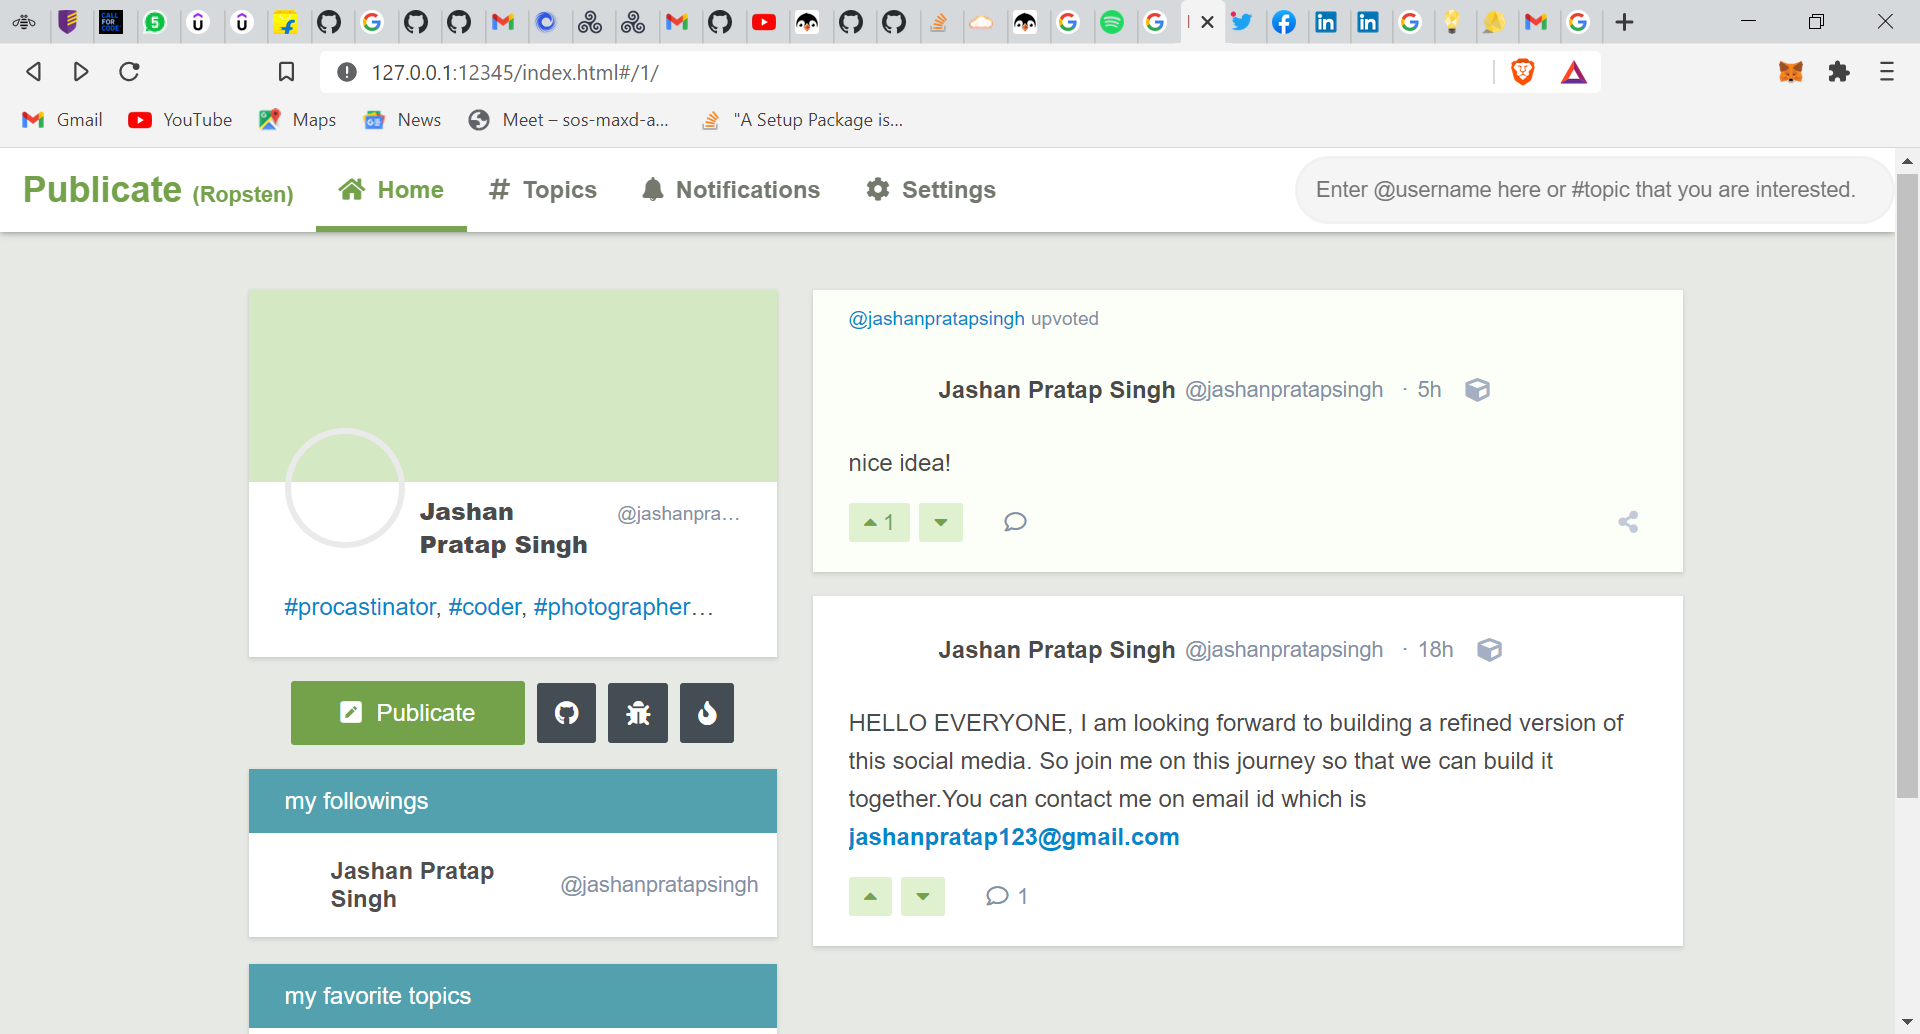 127.0.0.1:12345/index.html#/1/
Gmail YouTube Maps News Meet – sos-maxd-a... "A Setup Package is...
Publicate (Ropsten) Home # Topics Notifications Settings Enter @username here or #topic that you are interested.
Jashan
Pratap Singh
@jashanpra...
#procastinator, #coder, #photographer...
Publicate
my followings
Jashan Pratap
Singh
@jashanpratapsingh
my favorite topics
@jashanpratapsingh upvoted
Jashan Pratap Singh @jashanpratapsingh · 5h
nice idea!
1
Jashan Pratap Singh @jashanpratapsingh · 18h
HELLO EVERYONE, I am looking forward to building a refined version of
this social media. So join me on this journey so that we can build it
together.You can contact me on email id which is
jashanpratap123@gmail.com
1